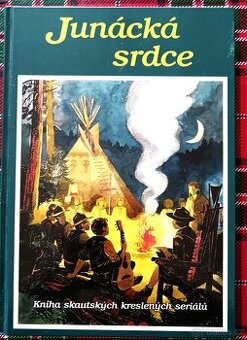 Junácká
srdce
Kniha skautských kreslených seriálů